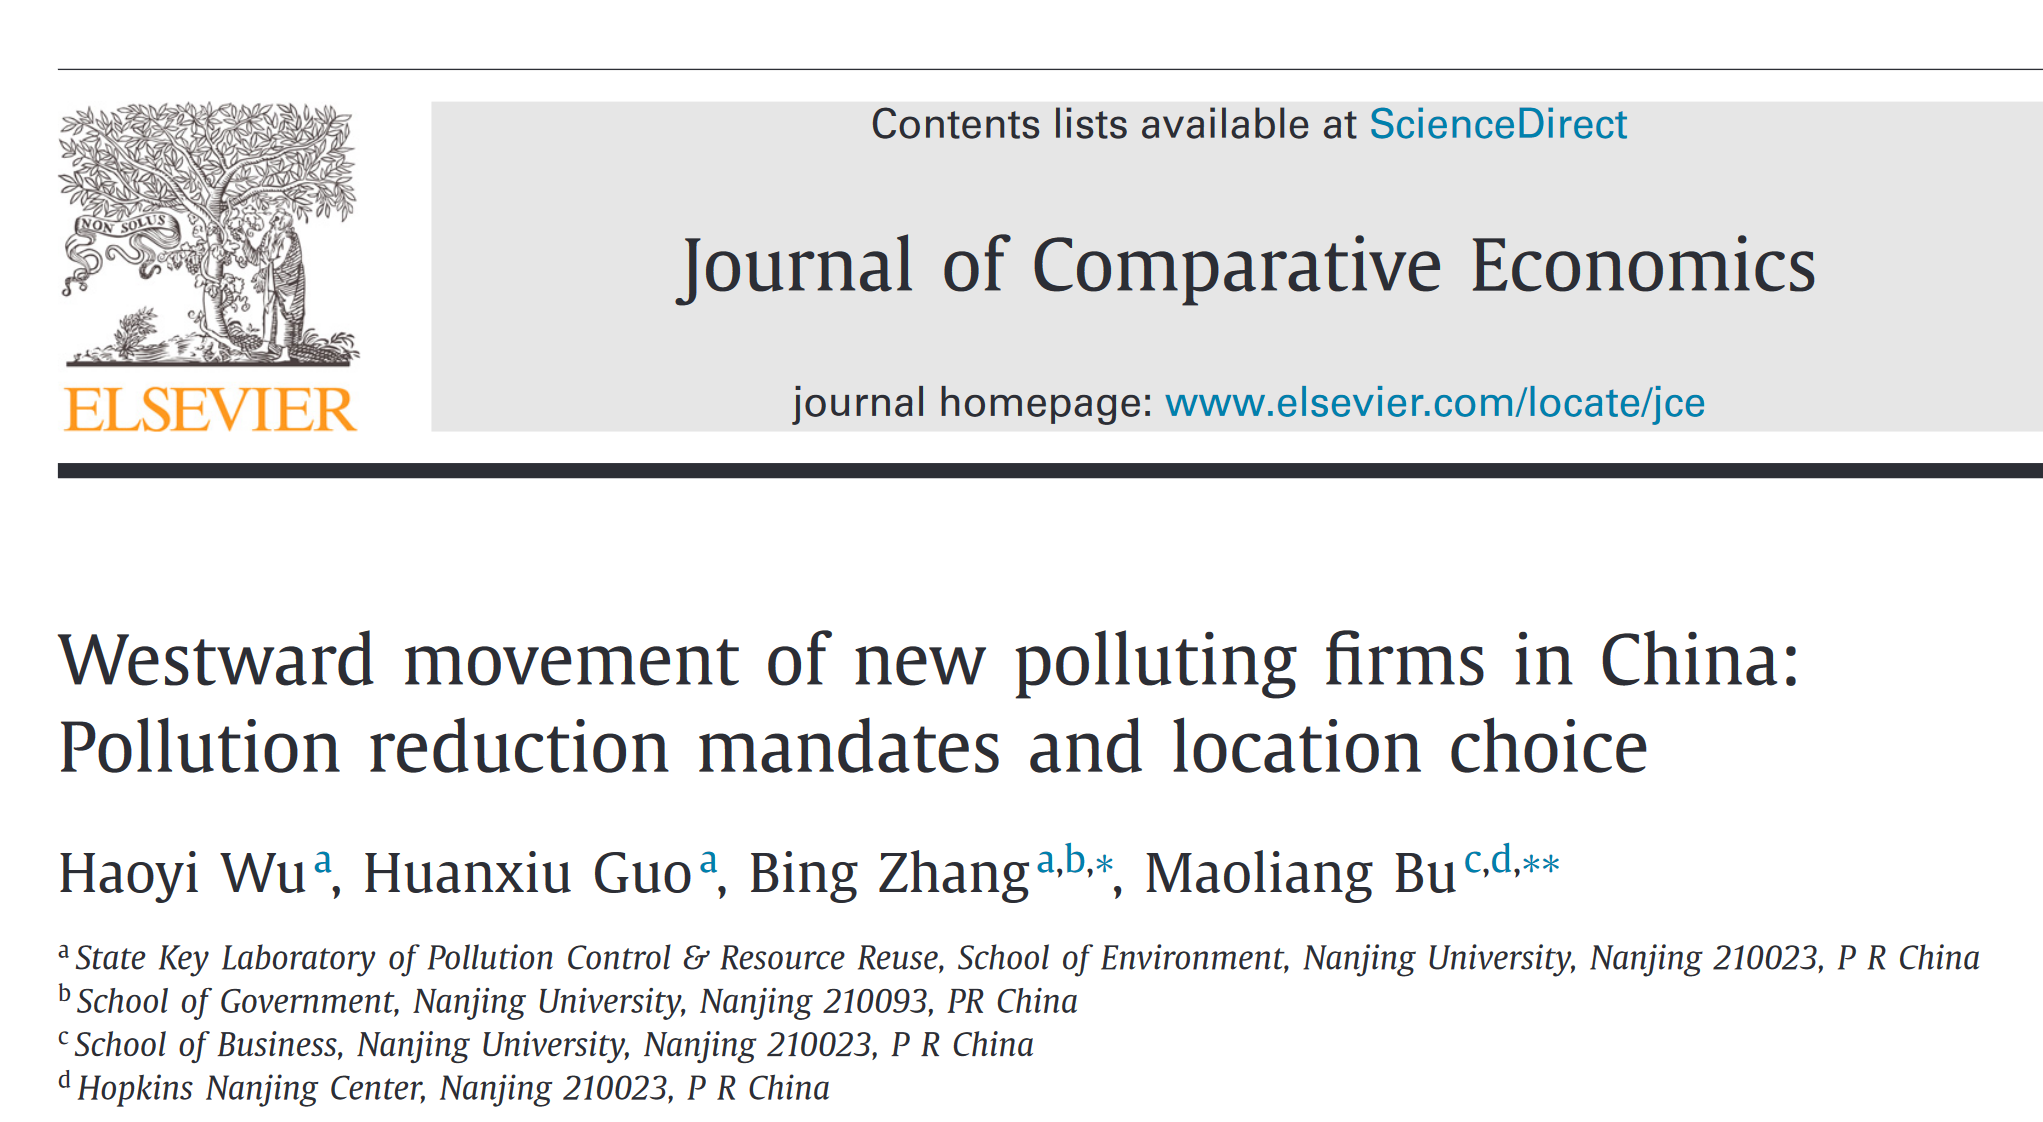 NON SOLUS
ELSEVIER
Contents lists available at ScienceDirect
Journal of Comparative Economics
journal homepage: www.elsevier.com/locate/jce
Westward movement of new polluting firms in China:
Pollution reduction mandates and location choice
Haoyi Wu a, Huanxiu Guo a, Bing Zhang a,b,*, Maoliang Bu c,d,**
a State Key Laboratory of Pollution Control & Resource Reuse, School of Environment, Nanjing University, Nanjing 210023, P R China
b School of Government, Nanjing University, Nanjing 210093, PR China
c School of Business, Nanjing University, Nanjing 210023, P R China
d Hopkins Nanjing Center, Nanjing 210023, P R China